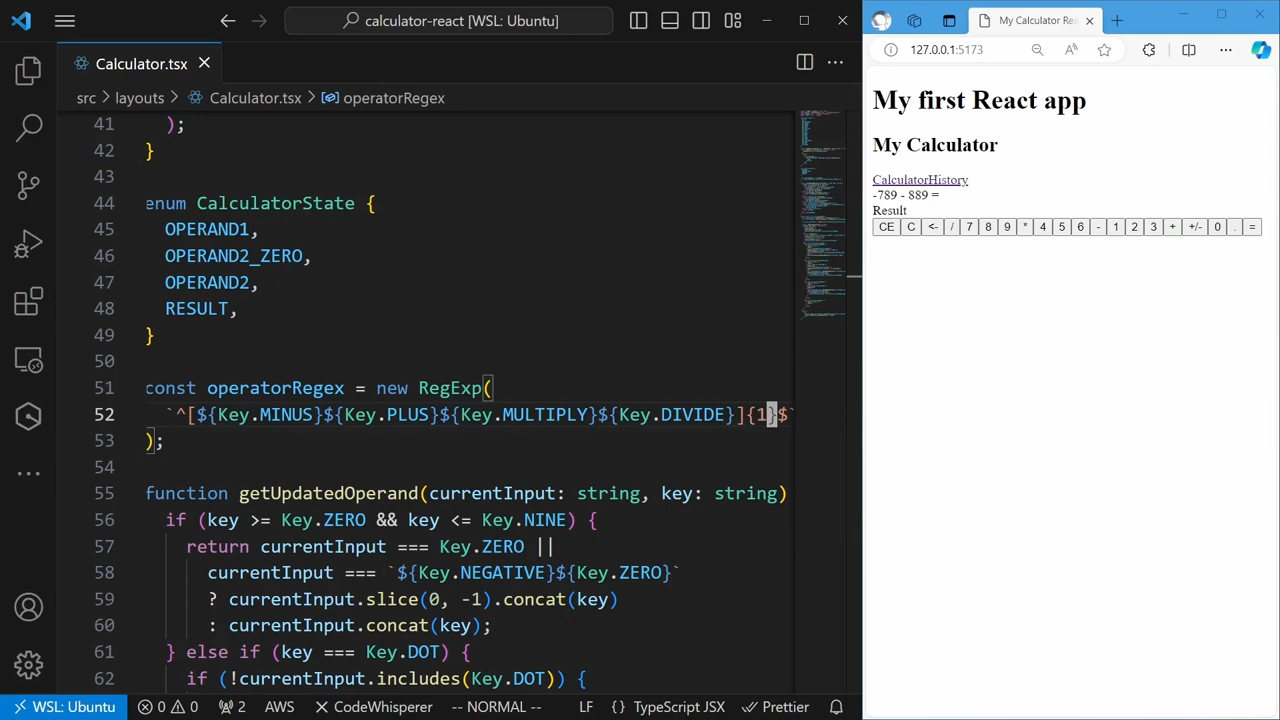 calculator-react [WSL: Ubuntu]
My Calculator Rea
Calculator.tsx
127.0.0.1:5173
src > layouts > Calculator.tsx > operatorRegex
41 );
42 }
43
44 enum CalculatorState {
45 OPERAND1,
46 OPERAND2_ZERO,
47 OPERAND2,
48 RESULT,
49 }
50
51 const operatorRegex = new RegExp(
52 `^[${Key.MINUS}${Key.PLUS}${Key.MULTIPLY}${Key.DIVIDE}]{1}$`
53 );
54
55 function getUpdatedOperand(currentInput: string, key: string)
56 if (key >= Key.ZERO && key <= Key.NINE) {
57 return currentInput === Key.ZERO ||
58 currentInput === `${Key.NEGATIVE}${Key.ZERO}`
59 ? currentInput.slice(0, -1).concat(key)
60 : currentInput.concat(key);
61 } else if (key === Key.DOT) {
62 if (!currentInput.includes(Key.DOT)) {
My first React app
My Calculator
CalculatorHistory
-789 - 889 =
Result
CE C <- / 7 8 9 * 4 5 6 - 1 2 3 + +/- 0 . =
WSL: Ubuntu 0 0 2 AWS CodeWhisperer -- NORMAL -- LF {} TypeScript JSX Prettier